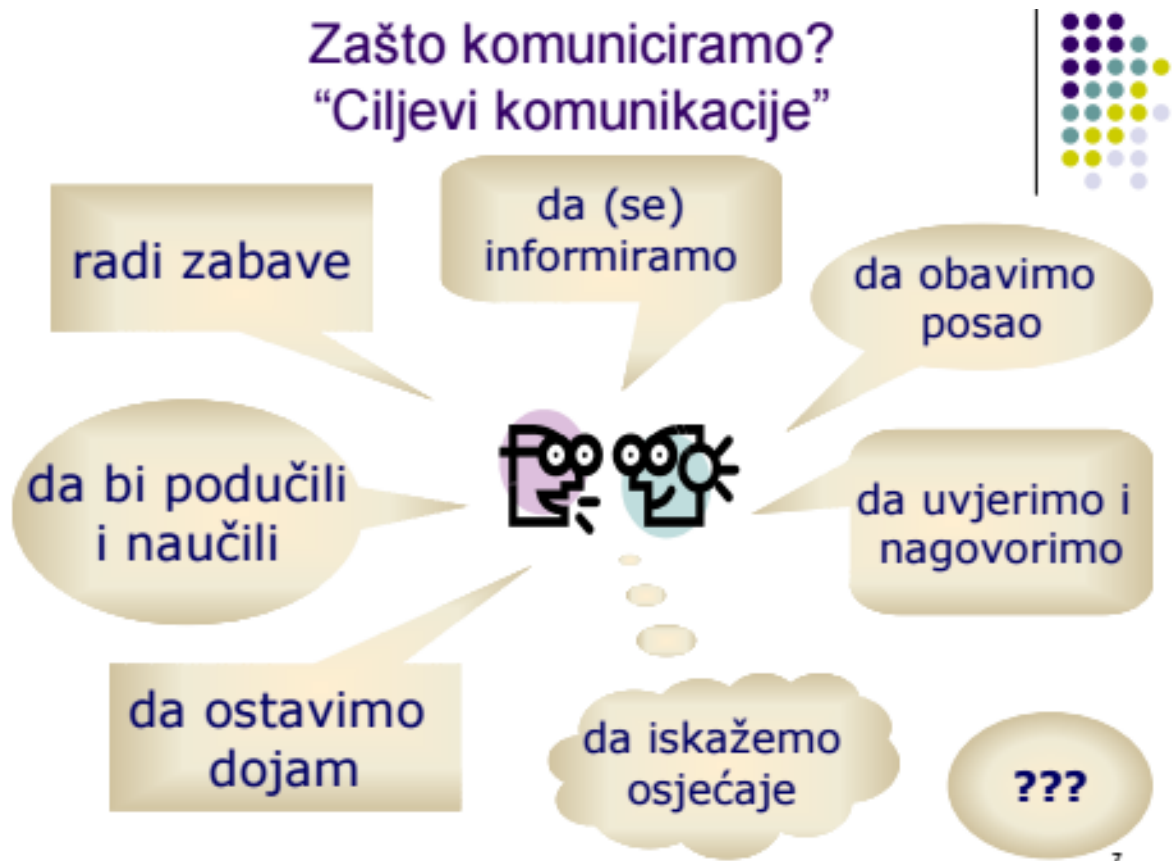 Zašto komuniciramo?
“Ciljevi komunikacije”
radi zabave
da (se)
informiramo
da obavimo
posao
da bi podučili
i naučili
da uvjerimo i
nagovorimo
da ostavimo
dojam
da iskažemo
osjećaje
???